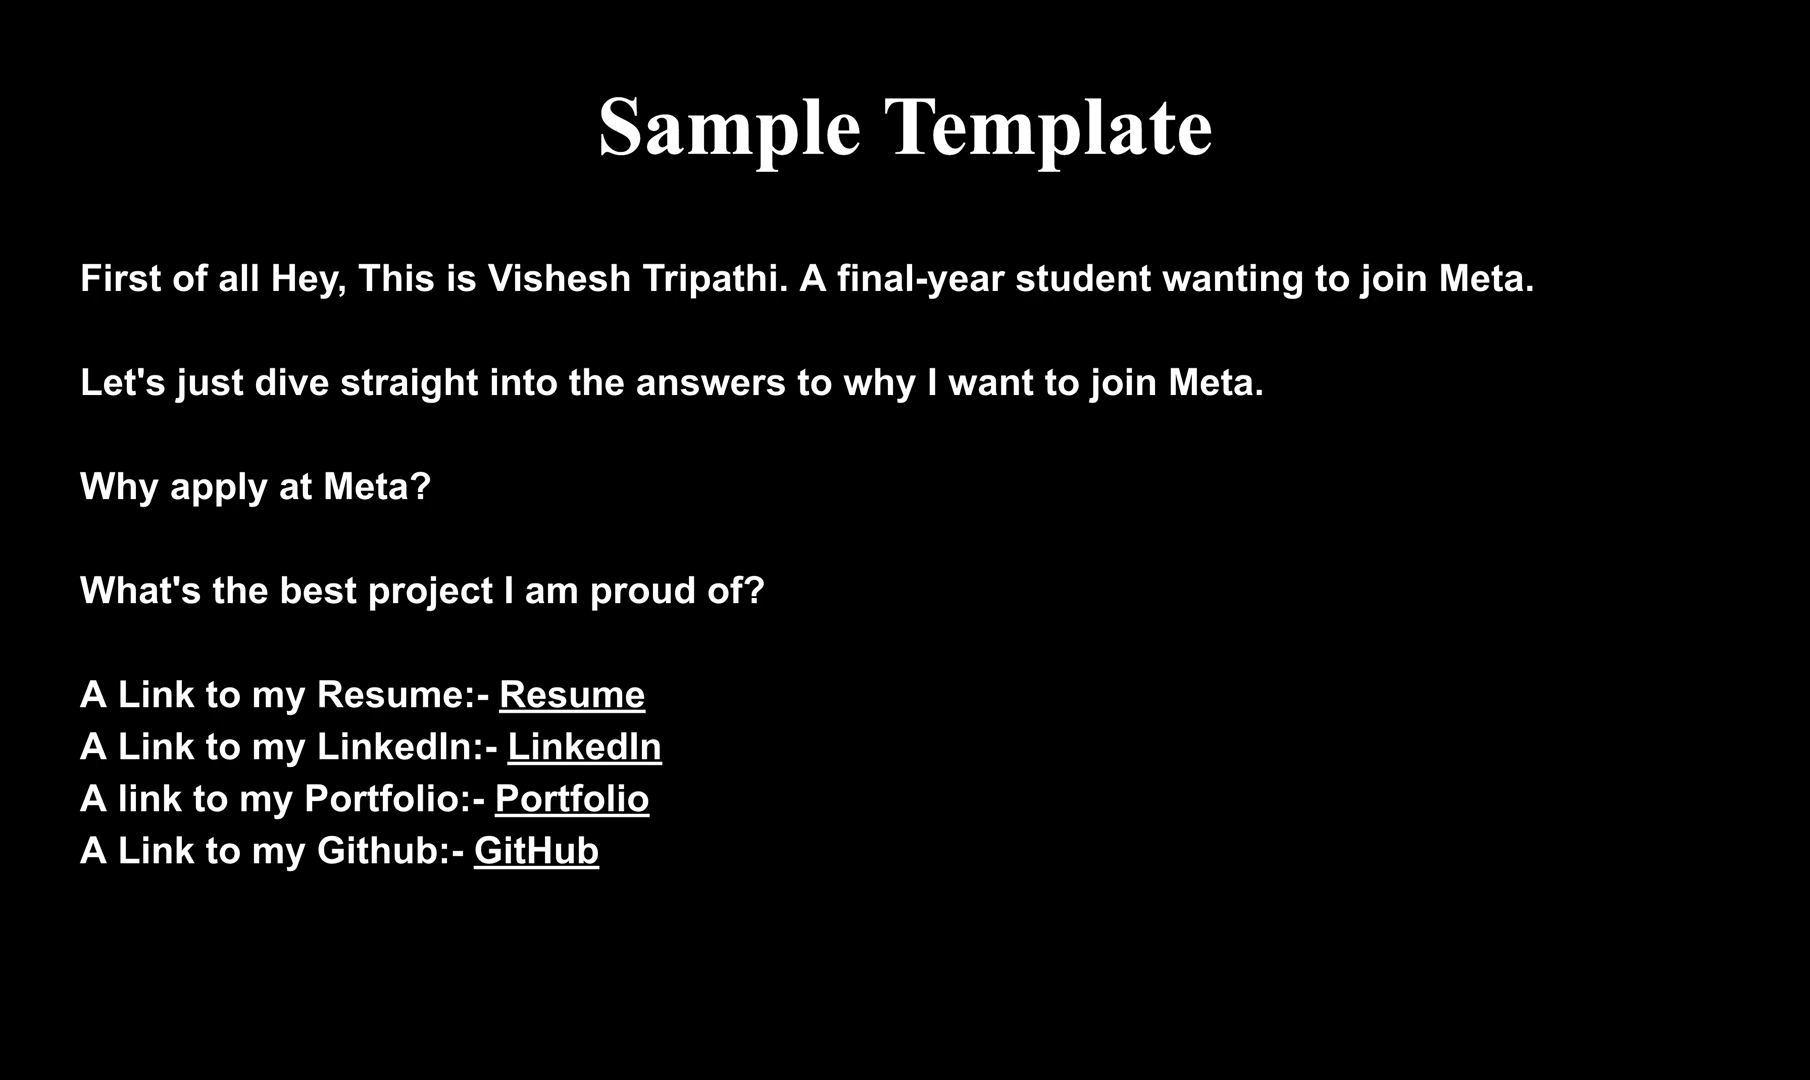 Sample Template
First of all Hey, This is Vishesh Tripathi. A final-year student wanting to join Meta.
Let's just dive straight into the answers to why I want to join Meta.
Why apply at Meta?
What's the best project I am proud of?
A Link to my Resume:- Resume
A Link to my LinkedIn:- LinkedIn
A link to my Portfolio:- Portfolio
A Link to my Github:- GitHub